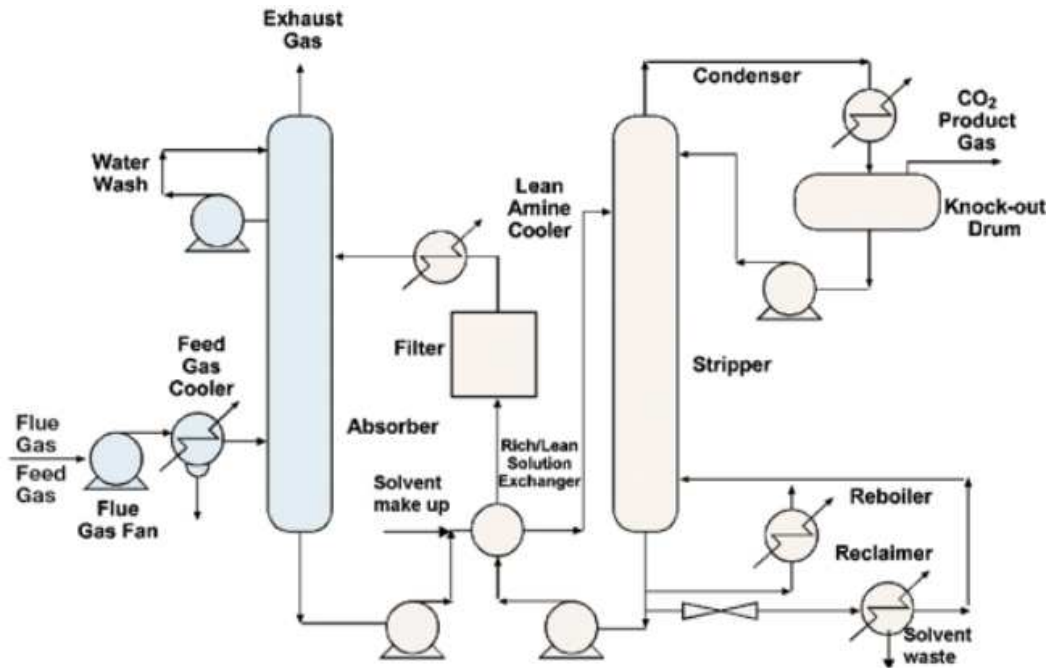 Exhaust
Gas
Condenser
CO2
Product
Gas
Water
Wash
Lean
Amine
Cooler
Knock-out
Drum
Feed
Gas
Cooler
Filter
Stripper
Flue
Gas
Feed
Gas
Absorber
Rich/Lean
Solution
Exchanger
Solvent
make up
Flue
Gas Fan
Reboiler
Reclaimer
Solvent
waste